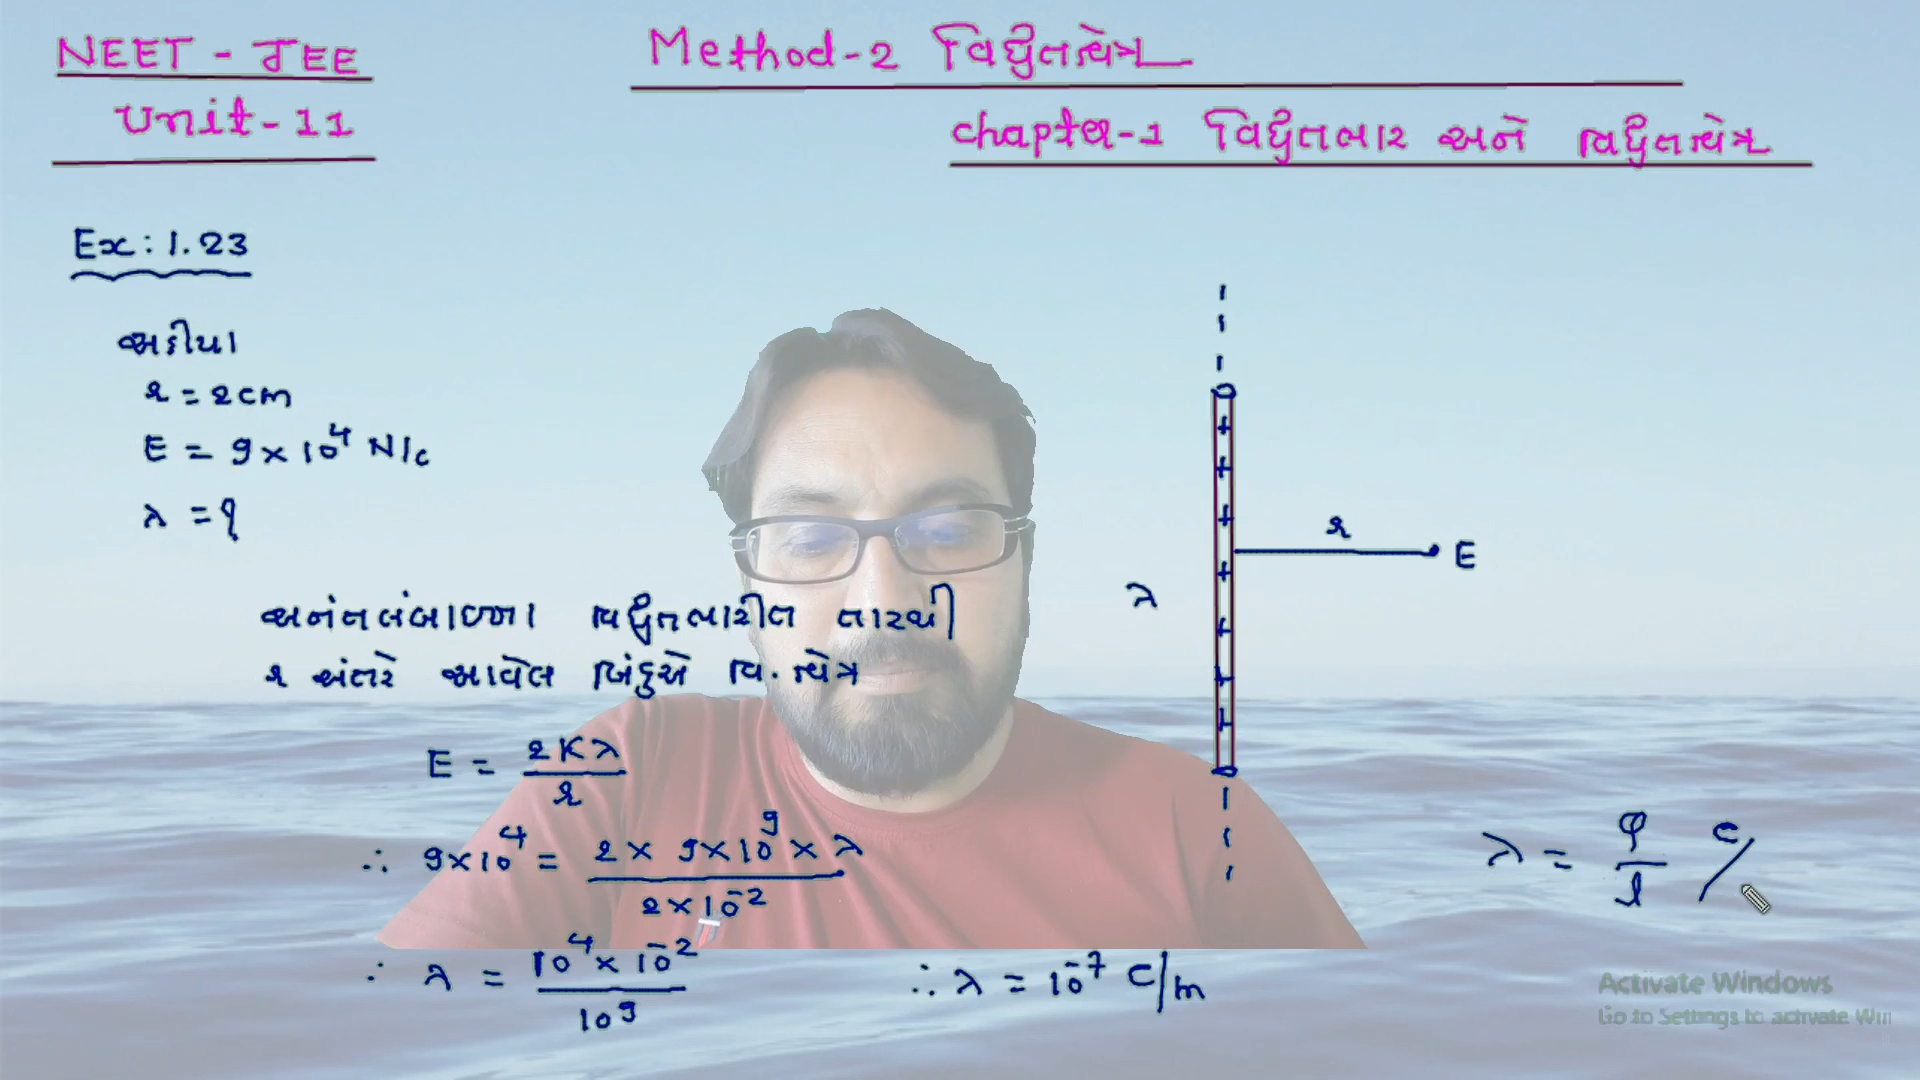 NEET - JEE
Unit-11
Method-2 વિદ્યુતક્ષેત્ર
chapter-1 વિદ્યુતભાર અને વિદ્યુતક્ષેત્ર
Ex: 1.23
અહીયા
r = 2cm
E = 9×10⁴ N/c
λ = ?
અનંતલંબાઇના વિદ્યુતભારીત તારથી
r અંતરે આવેલ બિંદુએ વિ. ક્ષેત્ર
E = 2Kλ / r
∴ 9×10⁴ = 2 × 9×10⁹ × λ / 2×10⁻²
∴ λ = 10⁴ × 10⁻² / 10⁹
∴ λ = 10⁻⁷ C/m
+
+
+
+
+
+
+
λ
r
E
λ = q / l C/
Activate Windows
Go to Settings to activate Win